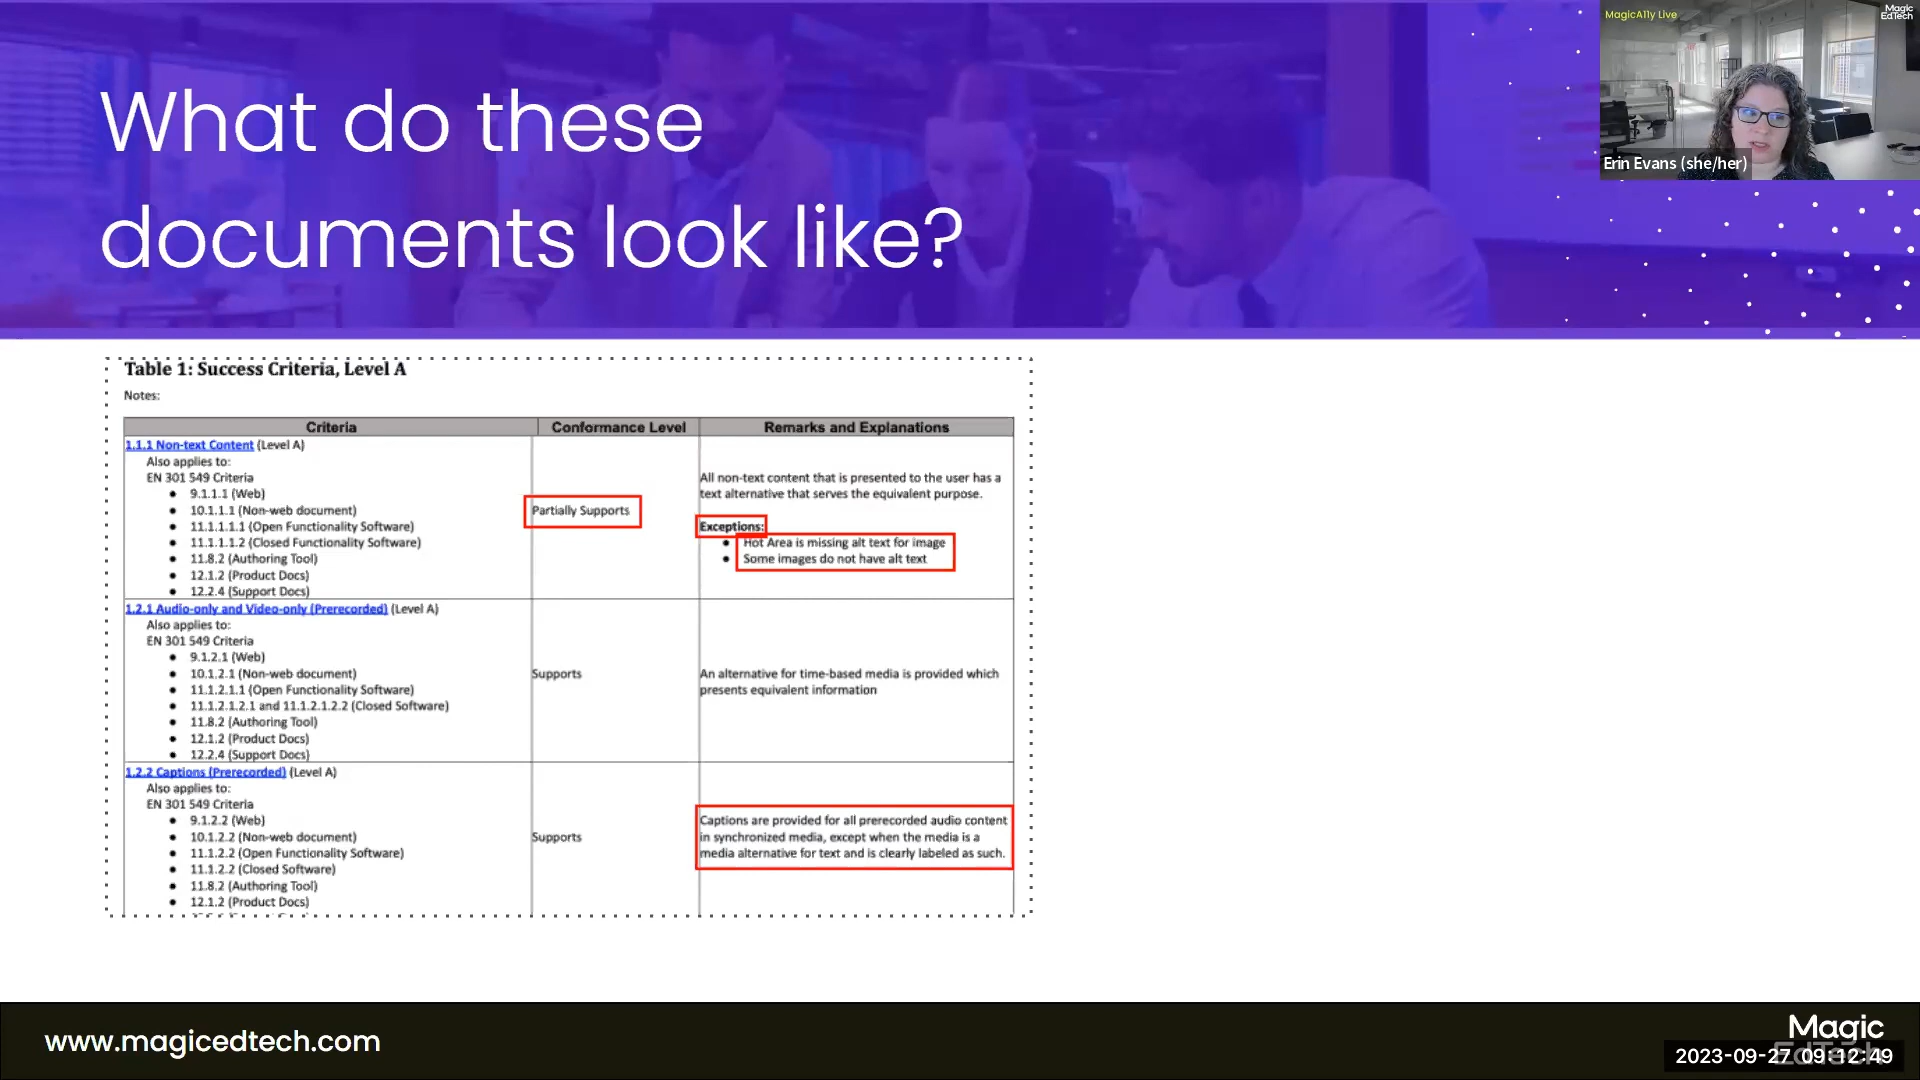 What do these
documents look like?
MagicA11y Live
Magic
EdTech
Erin Evans (she/her)
Table 1: Success Criteria, Level A
Notes:
Criteria Conformance Level Remarks and Explanations
1.1.1 Non-text Content (Level A)
Also applies to:
EN 301 549 Criteria
● 9.1.1.1 (Web)
● 10.1.1.1 (Non-web document)
● 11.1.1.1.1 (Open Functionality Software)
● 11.1.1.1.2 (Closed Functionality Software)
● 11.8.2 (Authoring Tool)
● 12.1.2 (Product Docs)
● 12.2.4 (Support Docs)
Partially Supports
All non-text content that is presented to the user has a
text alternative that serves the equivalent purpose.
Exceptions:
● Hot Area is missing alt text for image
● Some images do not have alt text
1.2.1 Audio-only and Video-only (Prerecorded) (Level A)
Also applies to:
EN 301 549 Criteria
● 9.1.2.1 (Web)
● 10.1.2.1 (Non-web document)
● 11.1.2.1.1 (Open Functionality Software)
● 11.1.2.1.2.1 and 11.1.2.1.2.2 (Closed Software)
● 11.8.2 (Authoring Tool)
● 12.1.2 (Product Docs)
● 12.2.4 (Support Docs)
Supports
An alternative for time-based media is provided which
presents equivalent information
1.2.2 Captions (Prerecorded) (Level A)
Also applies to:
EN 301 549 Criteria
● 9.1.2.2 (Web)
● 10.1.2.2 (Non-web document)
● 11.1.2.2 (Open Functionality Software)
● 11.1.2.2 (Closed Software)
● 11.8.2 (Authoring Tool)
● 12.1.2 (Product Docs)
Supports
Captions are provided for all prerecorded audio content
in synchronized media, except when the media is a
media alternative for text and is clearly labeled as such.
www.magicedtech.com
Magic
EdTech
2023-09-27 09:12:49